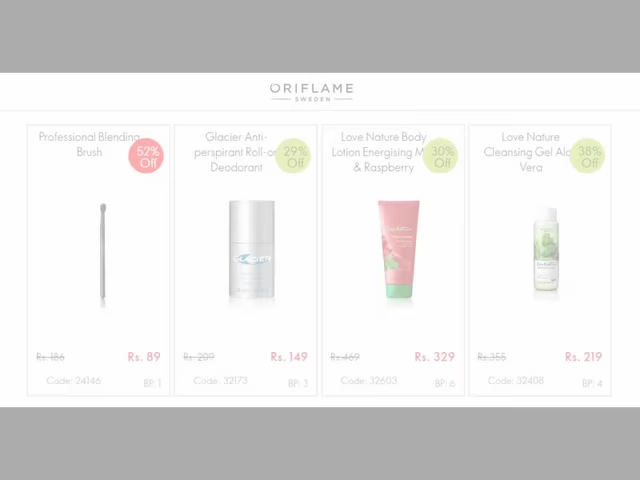 ORIFLAME
SWEDEN
Professional Blending
Brush
52%
Off
Rs. 186
Rs. 89
Code: 24146
BP: 1
Glacier Anti-
perspirant Roll-on
Deodorant
29%
Off
GLACIER
Rs. 209
Rs. 149
Code: 32173
BP: 3
Love Nature Body
Lotion Energising
& Raspberry
30%
Off
Rs.469
Rs. 329
Code: 32603
BP: 6
Love Nature
Cleansing Gel
Vera
38%
Off
Rs.355
Rs. 219
Code: 32408
BP: 4